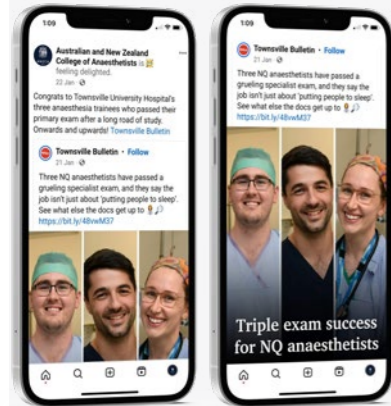 1:09
Australian and New Zealand
College of Anaesthetists is
feeling delighted.
22 Jan
Congrats to Townsville University Hospital's
three anaesthesia trainees who passed their
primary exam after a long road of study.
Onwards and upwards! Townsville Bulletin
Townsville Bulletin · Follow
21 Jan
Three NQ anaesthetists have passed a
grueling specialist exam, and they say the
job isn't just about 'putting people to sleep'.
See what else the docs get up to
https://bit.ly/48vwM37
1:09
Townsville Bulletin · Follow
21 Jan
Three NQ anaesthetists have passed a
grueling specialist exam, and they say the
job isn't just about 'putting people to sleep'.
See what else the docs get up to
https://bit.ly/48vwM37
Triple exam success
for NQ anaesthetists